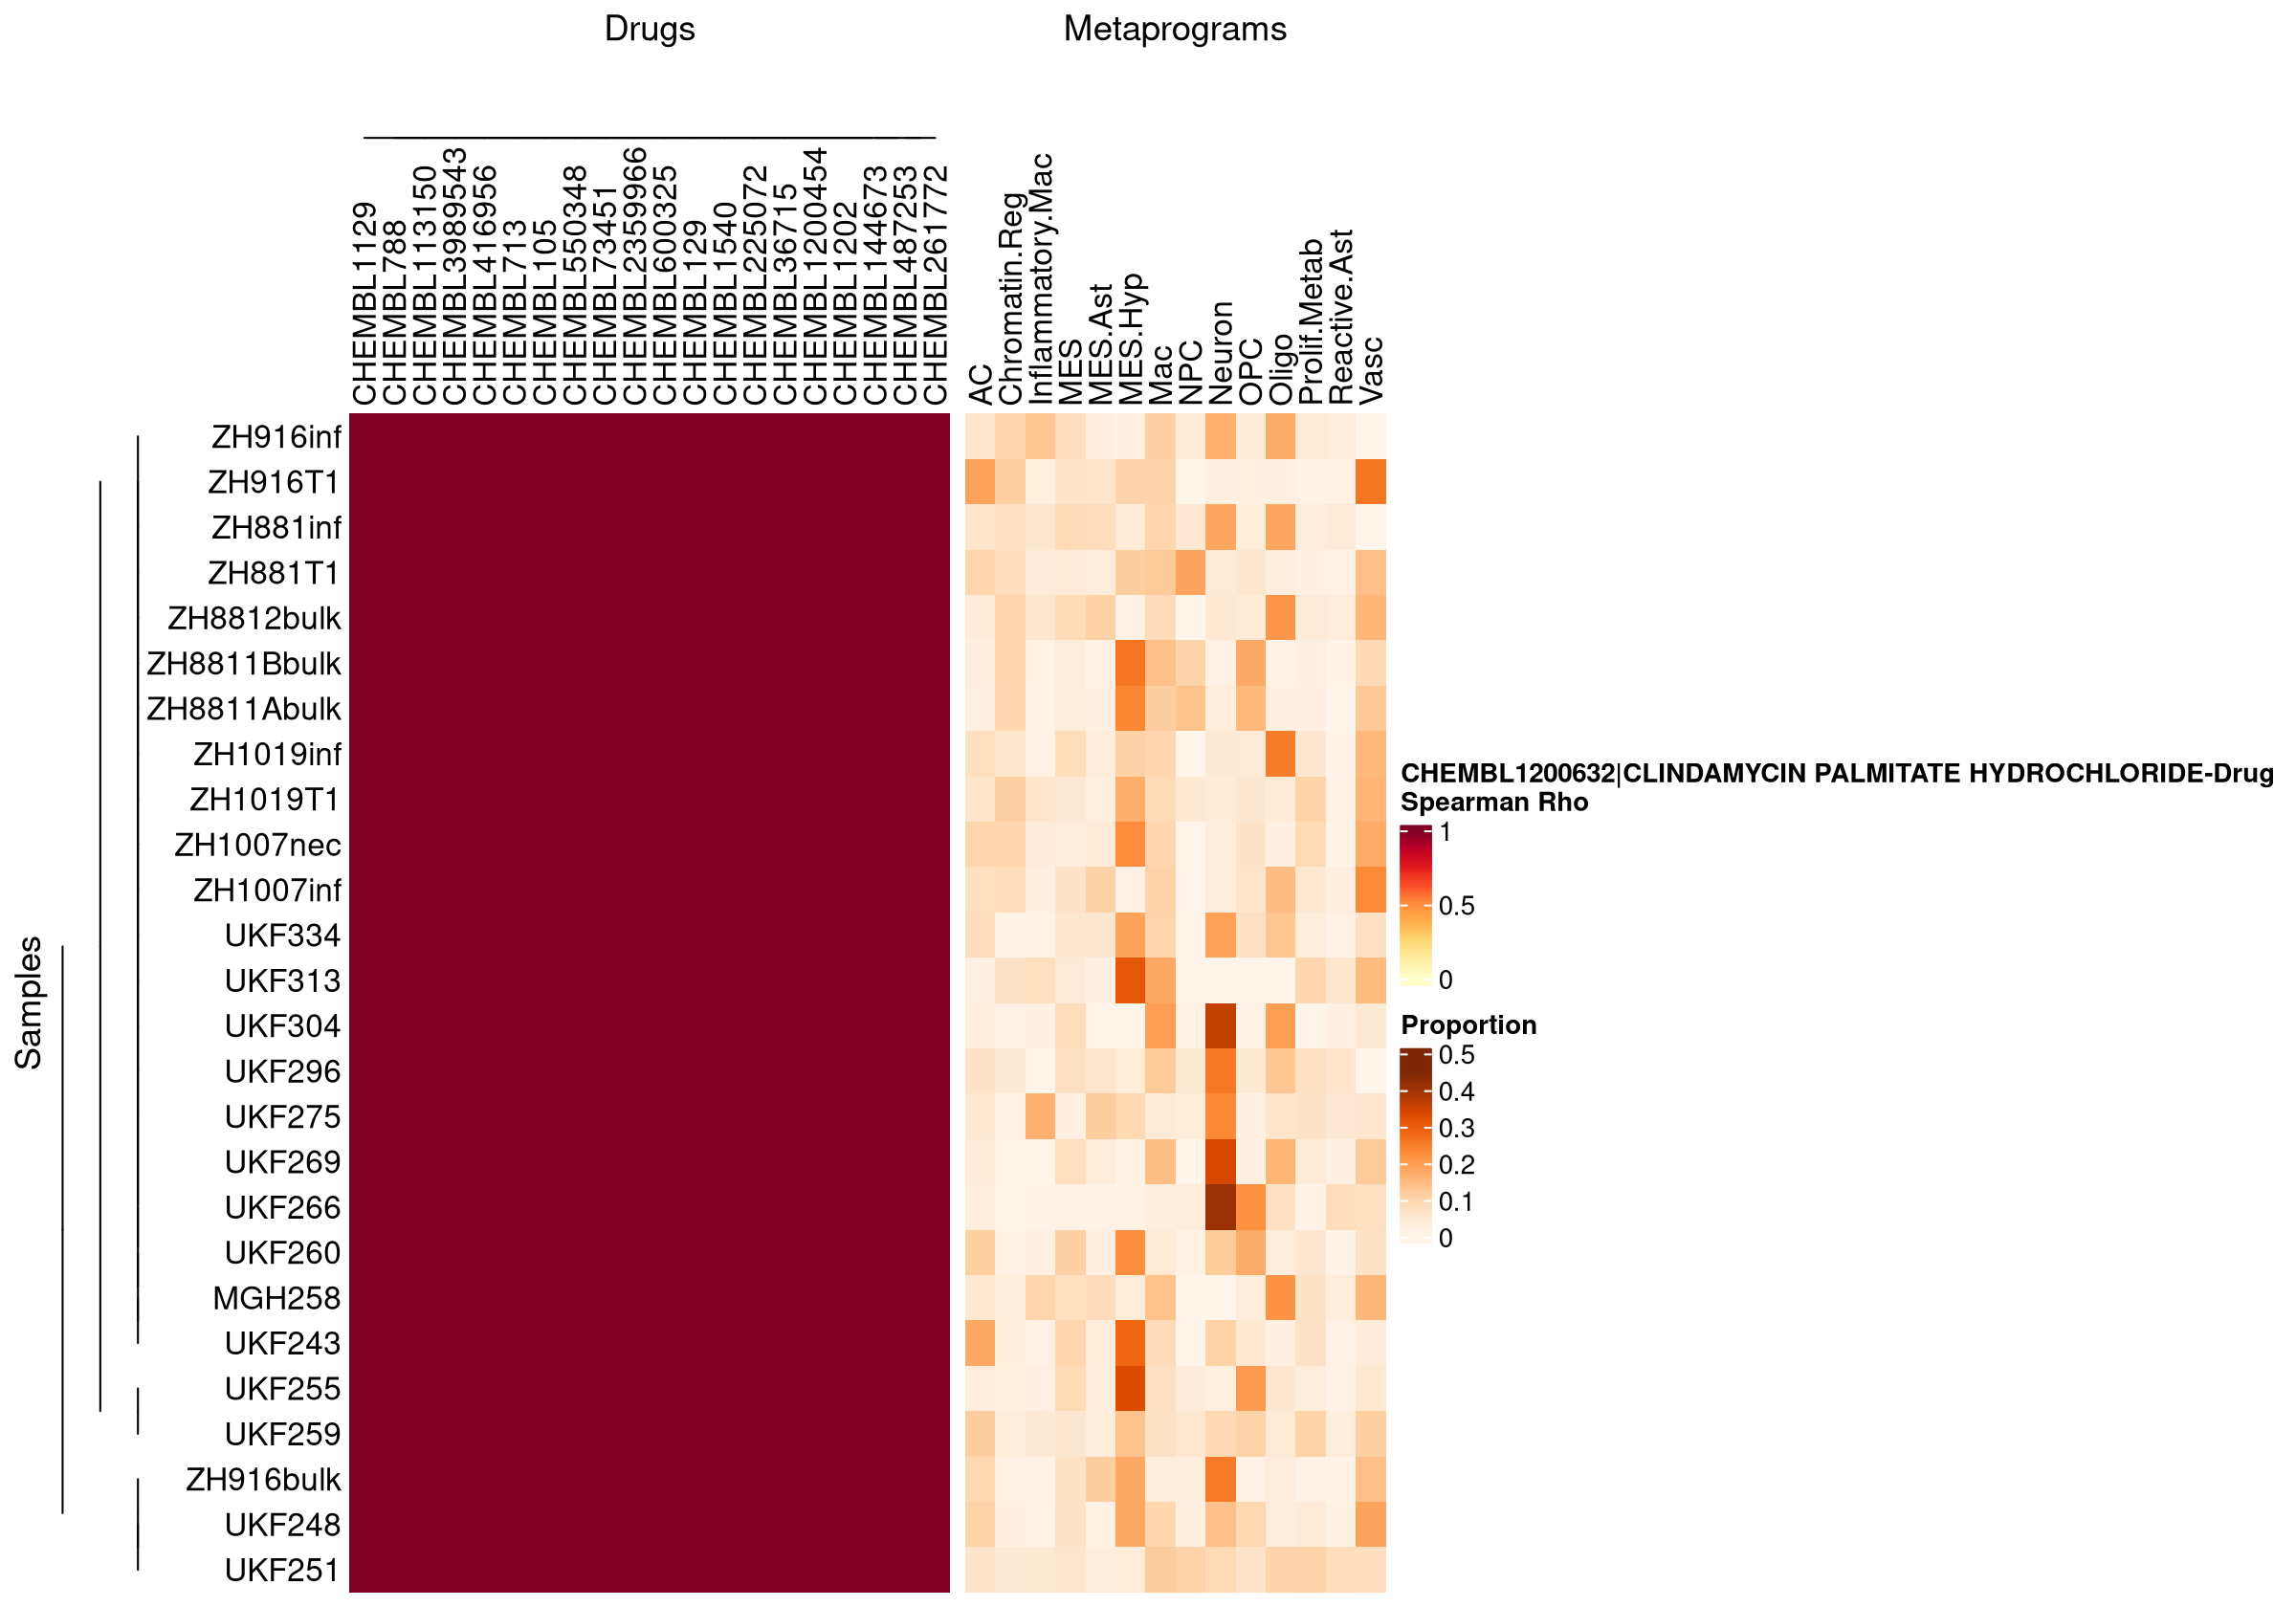 Drugs
Metaprograms
CHEMBL1129
CHEMBL788
CHEMBL113150
CHEMBL3989543
CHEMBL416956
CHEMBL713
CHEMBL105
CHEMBL550348
CHEMBL73451
CHEMBL2359966
CHEMBL600325
CHEMBL129
CHEMBL1540
CHEMBL225072
CHEMBL36715
CHEMBL1200454
CHEMBL1202
CHEMBL144673
CHEMBL487253
CHEMBL261772
AC
Chromatin.Reg
Inflammatory.Mac
MES
MES.Ast
MES.Hyp
Mac
NPC
Neuron
OPC
Oligo
Prolif.Metab
Reactive.Ast
Vasc
Samples
ZH916inf
ZH916T1
ZH881inf
ZH881T1
ZH8812bulk
ZH8811Bbulk
ZH8811Abulk
ZH1019inf
ZH1019T1
ZH1007nec
ZH1007inf
UKF334
UKF313
UKF304
UKF296
UKF275
UKF269
UKF266
UKF260
MGH258
UKF243
UKF255
UKF259
ZH916bulk
UKF248
UKF251
CHEMBL1200632|CLINDAMYCIN PALMITATE HYDROCHLORIDE-Drug
Spearman Rho
1
0.5
0
Proportion
0.5
0.4
0.3
0.2
0.1
0